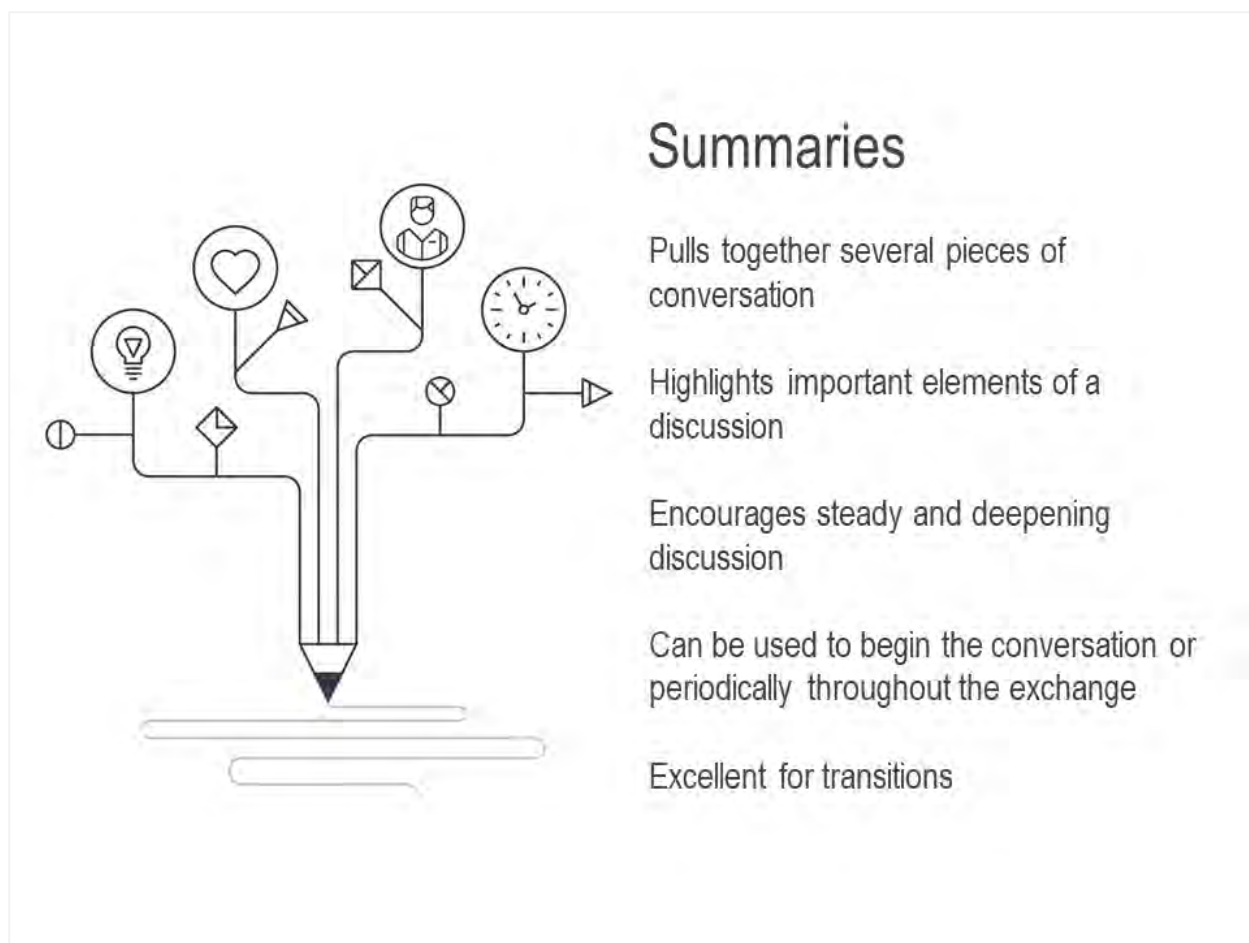 Summaries
Pulls together several pieces of
conversation
Highlights important elements of a
discussion
Encourages steady and deepening
discussion
Can be used to begin the conversation or
periodically throughout the exchange
Excellent for transitions